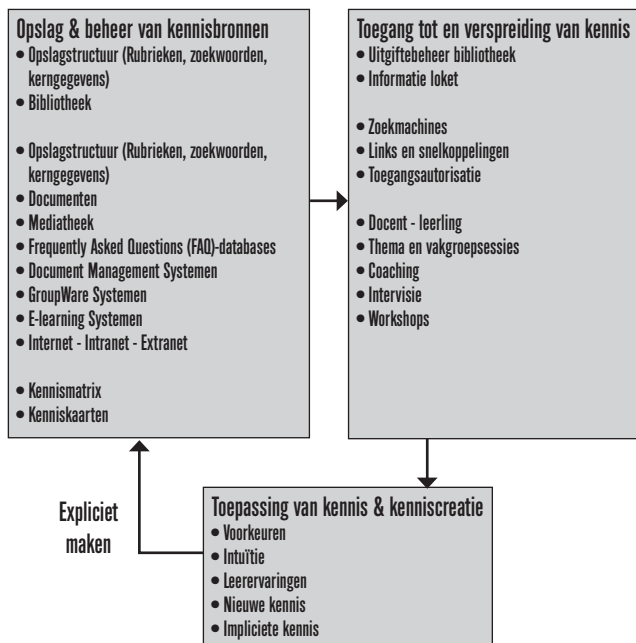 Opslag & beheer van kennisbronnen
• Opslagstructuur (Rubrieken, zoekwoorden,
kerngegevens)
• Bibliotheek
• Opslagstructuur (Rubrieken, zoekwoorden,
kerngegevens)
• Documenten
• Mediatheek
• Frequently Asked Questions (FAQ)-databases
• Document Management Systemen
• GroupWare Systemen
• E-learning Systemen
• Internet - Intranet - Extranet
• Kennismatrix
• Kenniskaarten
Toegang tot en verspreiding van kennis
• Uitgiftebeheer bibliotheek
• Informatie loket
• Zoekmachines
• Links en snelkoppelingen
• Toegangsautorisatie
• Docent - leerling
• Thema en vakgroepsessies
• Coaching
• Intervisie
• Workshops
Expliciet
maken
Toepassing van kennis & kenniscreatie
• Voorkeuren
• Intuïtie
• Leerervaringen
• Nieuwe kennis
• Impliciete kennis